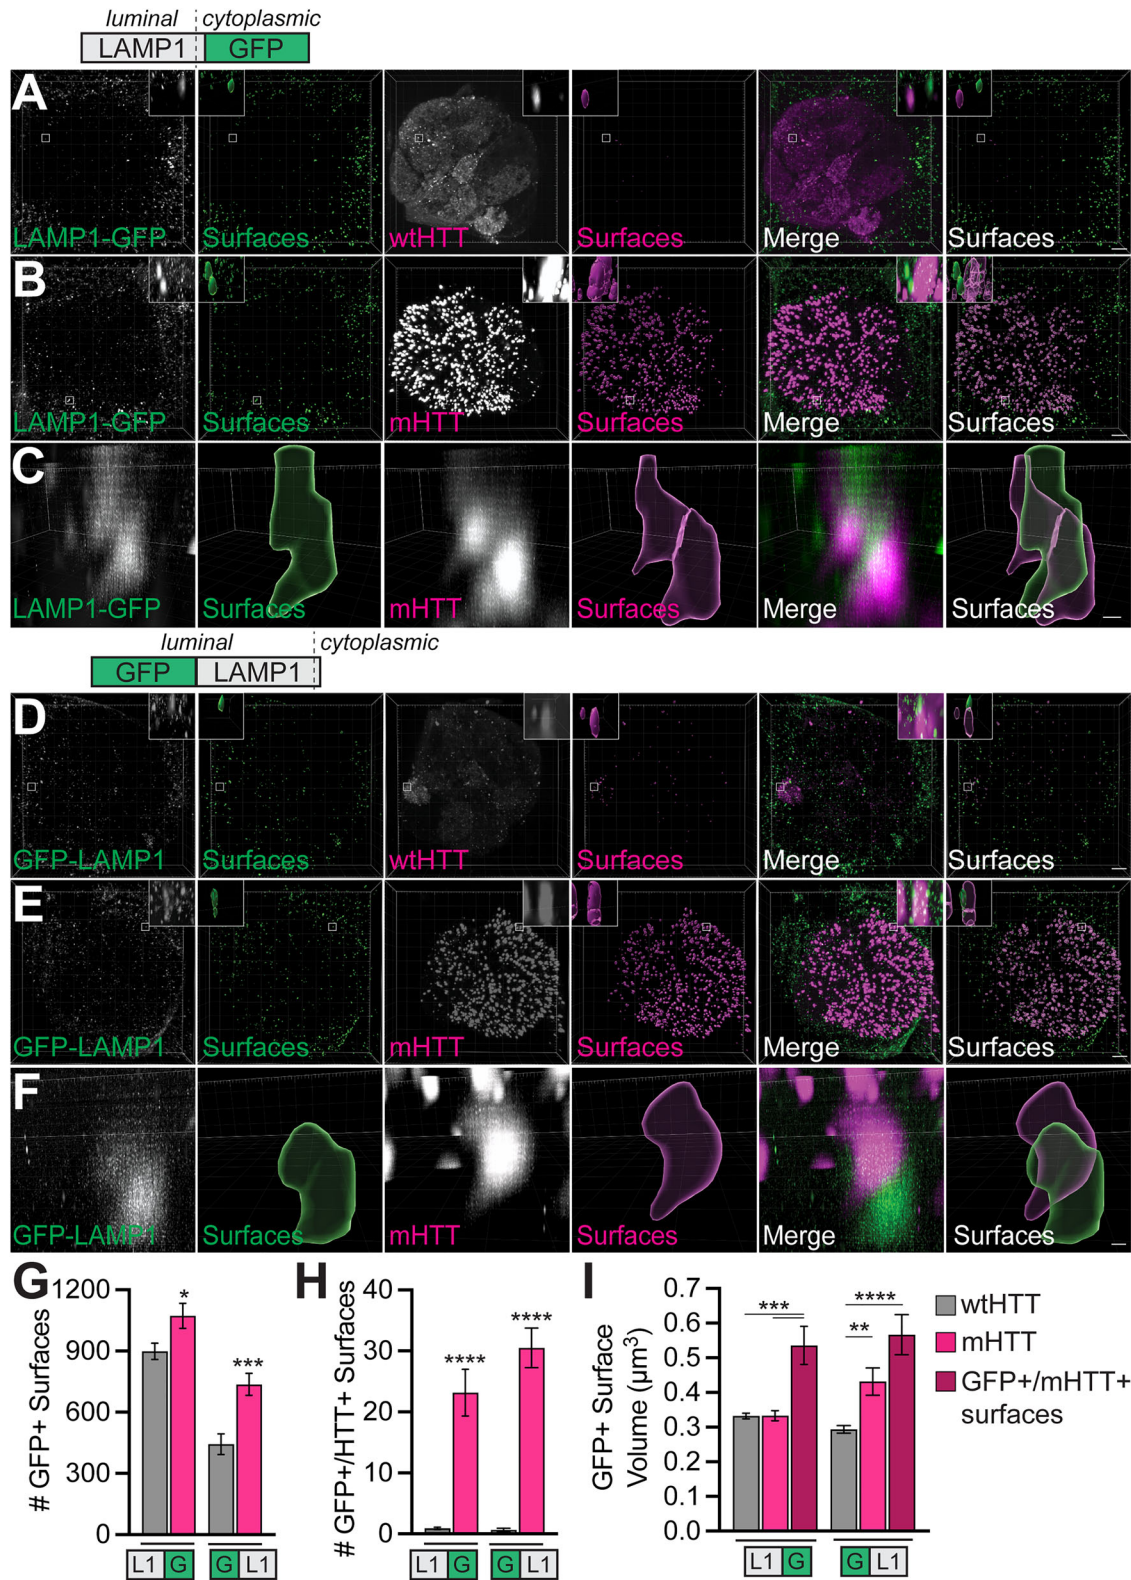 luminal cytoplasmic
LAMP1 GFP
A
LAMP1-GFP Surfaces wtHTT Surfaces Merge Surfaces
B
LAMP1-GFP Surfaces mHTT Surfaces Merge Surfaces
C
LAMP1-GFP Surfaces mHTT Surfaces Merge Surfaces
luminal cytoplasmic
GFP LAMP1
D
GFP-LAMP1 Surfaces wtHTT Surfaces Merge Surfaces
E
GFP-LAMP1 Surfaces mHTT Surfaces Merge Surfaces
F
GFP-LAMP1 Surfaces mHTT Surfaces Merge Surfaces
G
# GFP+ Surfaces
1200
900
600
300
0
*
***
L1 G G L1
H
# GFP+/HTT+ Surfaces
40
30
20
10
0
****
****
L1 G G L1
I
GFP+ Surface
Volume (µm³)
0.7
0.6
0.5
0.4
0.3
0.2
0.1
0.0
***
****
**
L1 G G L1
wtHTT
mHTT
GFP+/mHTT+
surfaces